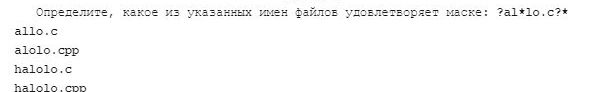 Определите, какое из указанных имен файлов удовлетворяет маске: ?al*lo.c?*
allo.c
alolo.cpp
halolo.c
halolo.cpp